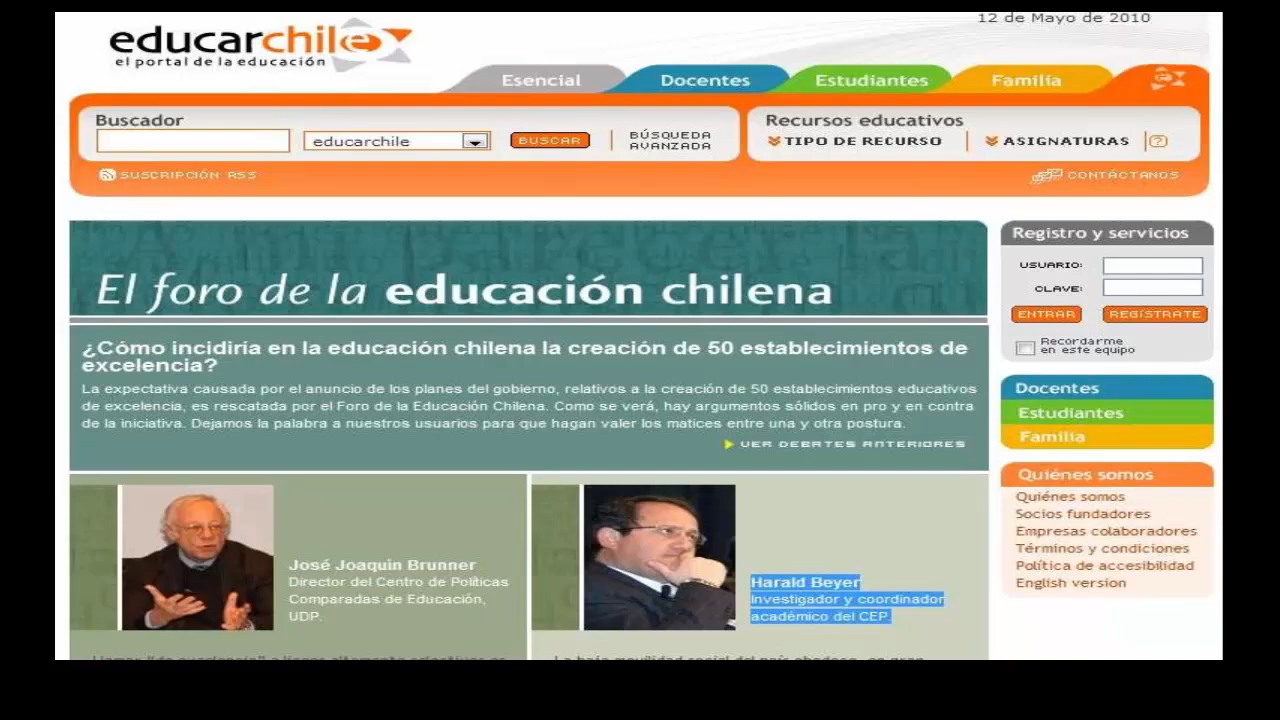 12 de Mayo de 2010
educarchile
el portal de la educación
Esencial
Docentes
Estudiantes
Familia
Buscador
educarchile
BUSCAR
BÚSQUEDA
AVANZADA
Recursos educativos
TIPO DE RECURSO
ASIGNATURAS
?
SUSCRIPCIÓN RSS
CONTÁCTANOS
El foro de la educación chilena
¿Cómo incidiría en la educación chilena la creación de 50 establecimientos de
excelencia?
La expectativa causada por el anuncio de los planes del gobierno, relativos a la creación de 50 establecimientos educativos
de excelencia, es rescatada por el Foro de la Educación Chilena. Como se verá, hay argumentos sólidos en pro y en contra
de la iniciativa. Dejamos la palabra a nuestros usuarios para que hagan valer los matices entre una y otra postura.
VER DEBATES ANTERIORES
José Joaquín Brunner
Director del Centro de Políticas
Comparadas de Educación,
UDP.
Harald Beyer
Investigador y coordinador
académico del CEP.
Registro y servicios
USUARIO:
CLAVE:
ENTRAR
REGÍSTRATE
Recordarme
en este equipo
Docentes
Estudiantes
Familia
Quiénes somos
Quiénes somos
Socios fundadores
Empresas colaboradores
Términos y condiciones
Política de accesibilidad
English version